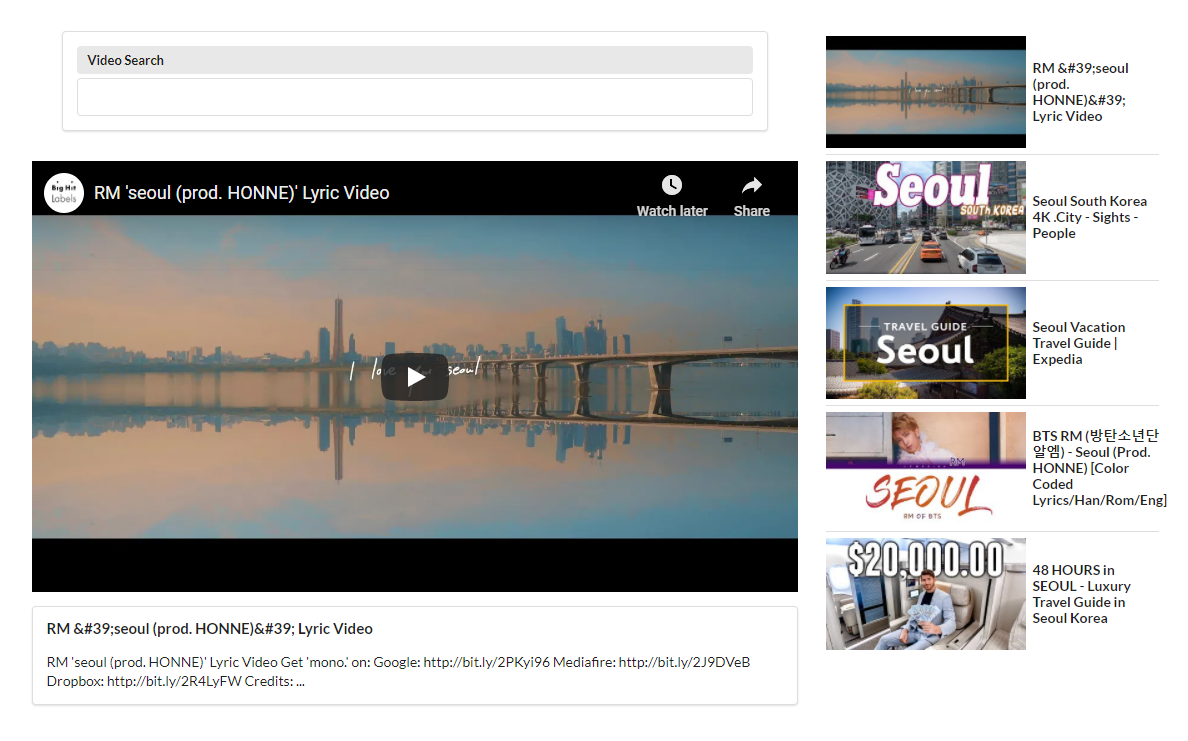 Video Search
Big Hit
Labels
RM 'seoul (prod. HONNE)' Lyric Video
Watch later
Share
I love you seoul
RM &#39;seoul (prod. HONNE)&#39; Lyric Video
RM 'seoul (prod. HONNE)' Lyric Video Get 'mono.' on: Google: http://bit.ly/2PKyi96 Mediafire: http://bit.ly/2J9DVeB
Dropbox: http://bit.ly/2R4LyFW Credits: ...
RM &#39;seoul
(prod.
HONNE)&#39;
Lyric Video
Seoul
SOUTH KOREA
Seoul South Korea
4K .City - Sights -
People
TRAVEL GUIDE
Seoul
Seoul Vacation
Travel Guide |
Expedia
RM
SEOUL
RM OF BTS
BTS RM (방탄소년단
알엠) - Seoul (Prod.
HONNE) [Color
Coded
Lyrics/Han/Rom/Eng]
$20,000.00
48 HOURS in
SEOUL - Luxury
Travel Guide in
Seoul Korea